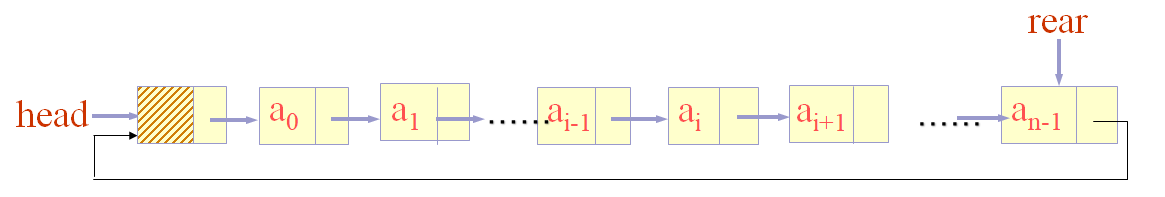 rear
head a0 a1 ...... ai-1 ai ai+1 ...... an-1